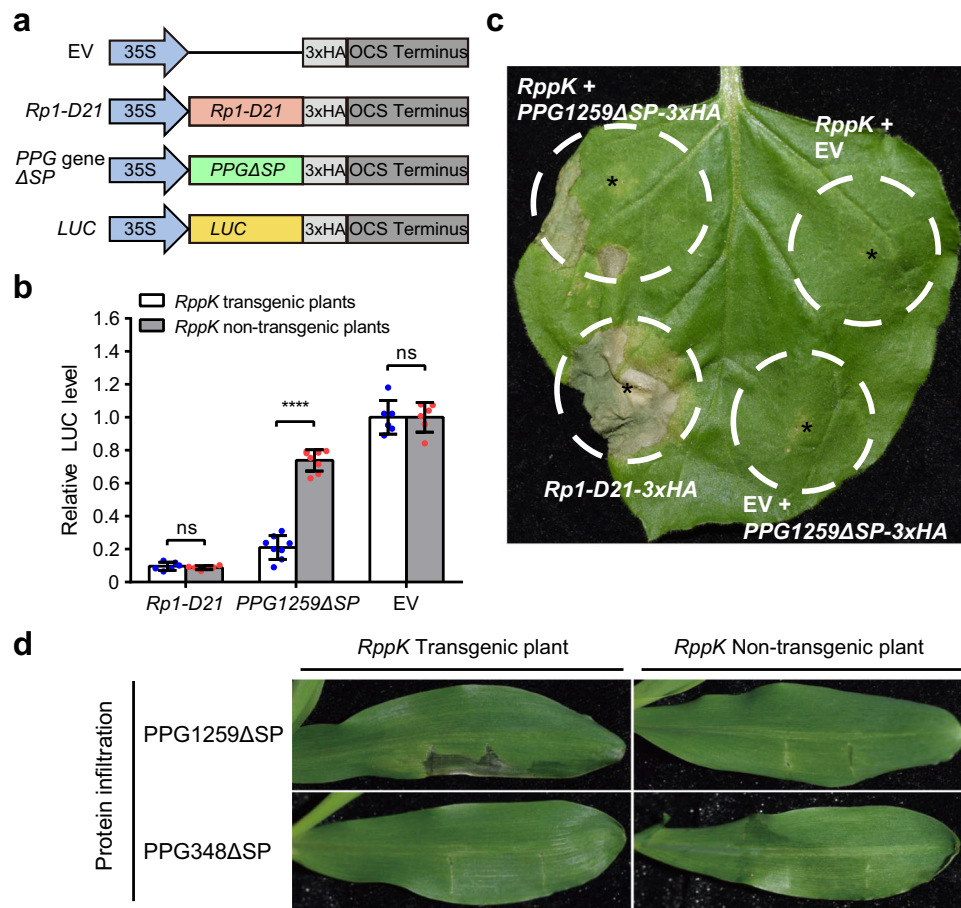 a
EV
35S
3xHA
OCS Terminus
Rp1-D21
35S
Rp1-D21
3xHA
OCS Terminus
PPG gene
ΔSP
35S
PPGΔSP
3xHA
OCS Terminus
LUC
35S
LUC
3xHA
OCS Terminus
b
RppK transgenic plants
RppK non-transgenic plants
Relative LUC level
1.6
1.4
1.2
1.0
0.8
0.6
0.4
0.2
0
ns
****
ns
Rp1-D21
PPG1259ΔSP
EV
c
RppK +
PPG1259ΔSP-3xHA
RppK +
EV
*
*
*
*
Rp1-D21-3xHA
EV +
PPG1259ΔSP-3xHA
d
RppK Transgenic plant
RppK Non-transgenic plant
Protein infiltration
PPG1259ΔSP
PPG348ΔSP